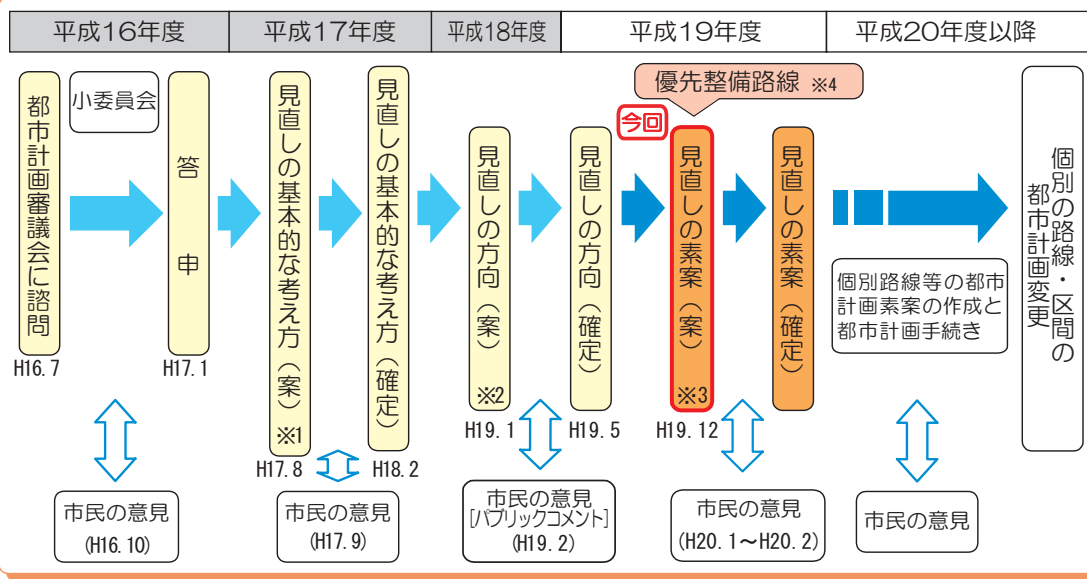 平成16年度
平成17年度
平成18年度
平成19年度
平成20年度以降
都市計画審議会に諮問
H16.7
小委員会
答申
H17.1
市民の意見
(H16.10)
見直しの基本的な考え方(案)※1
H17.8
見直しの基本的な考え方(確定)
H18.2
市民の意見
(H17.9)
見直しの方向(案)※2
H19.1
見直しの方向(確定)
H19.5
市民の意見
[パブリックコメント]
(H19.2)
優先整備路線 ※4
今回
見直しの素案(案)※3
H19.12
見直しの素案(確定)
市民の意見
(H20.1〜H20.2)
個別路線等の都市
計画素案の作成と
都市計画手続き
市民の意見
個別の路線・区間の
都市計画変更